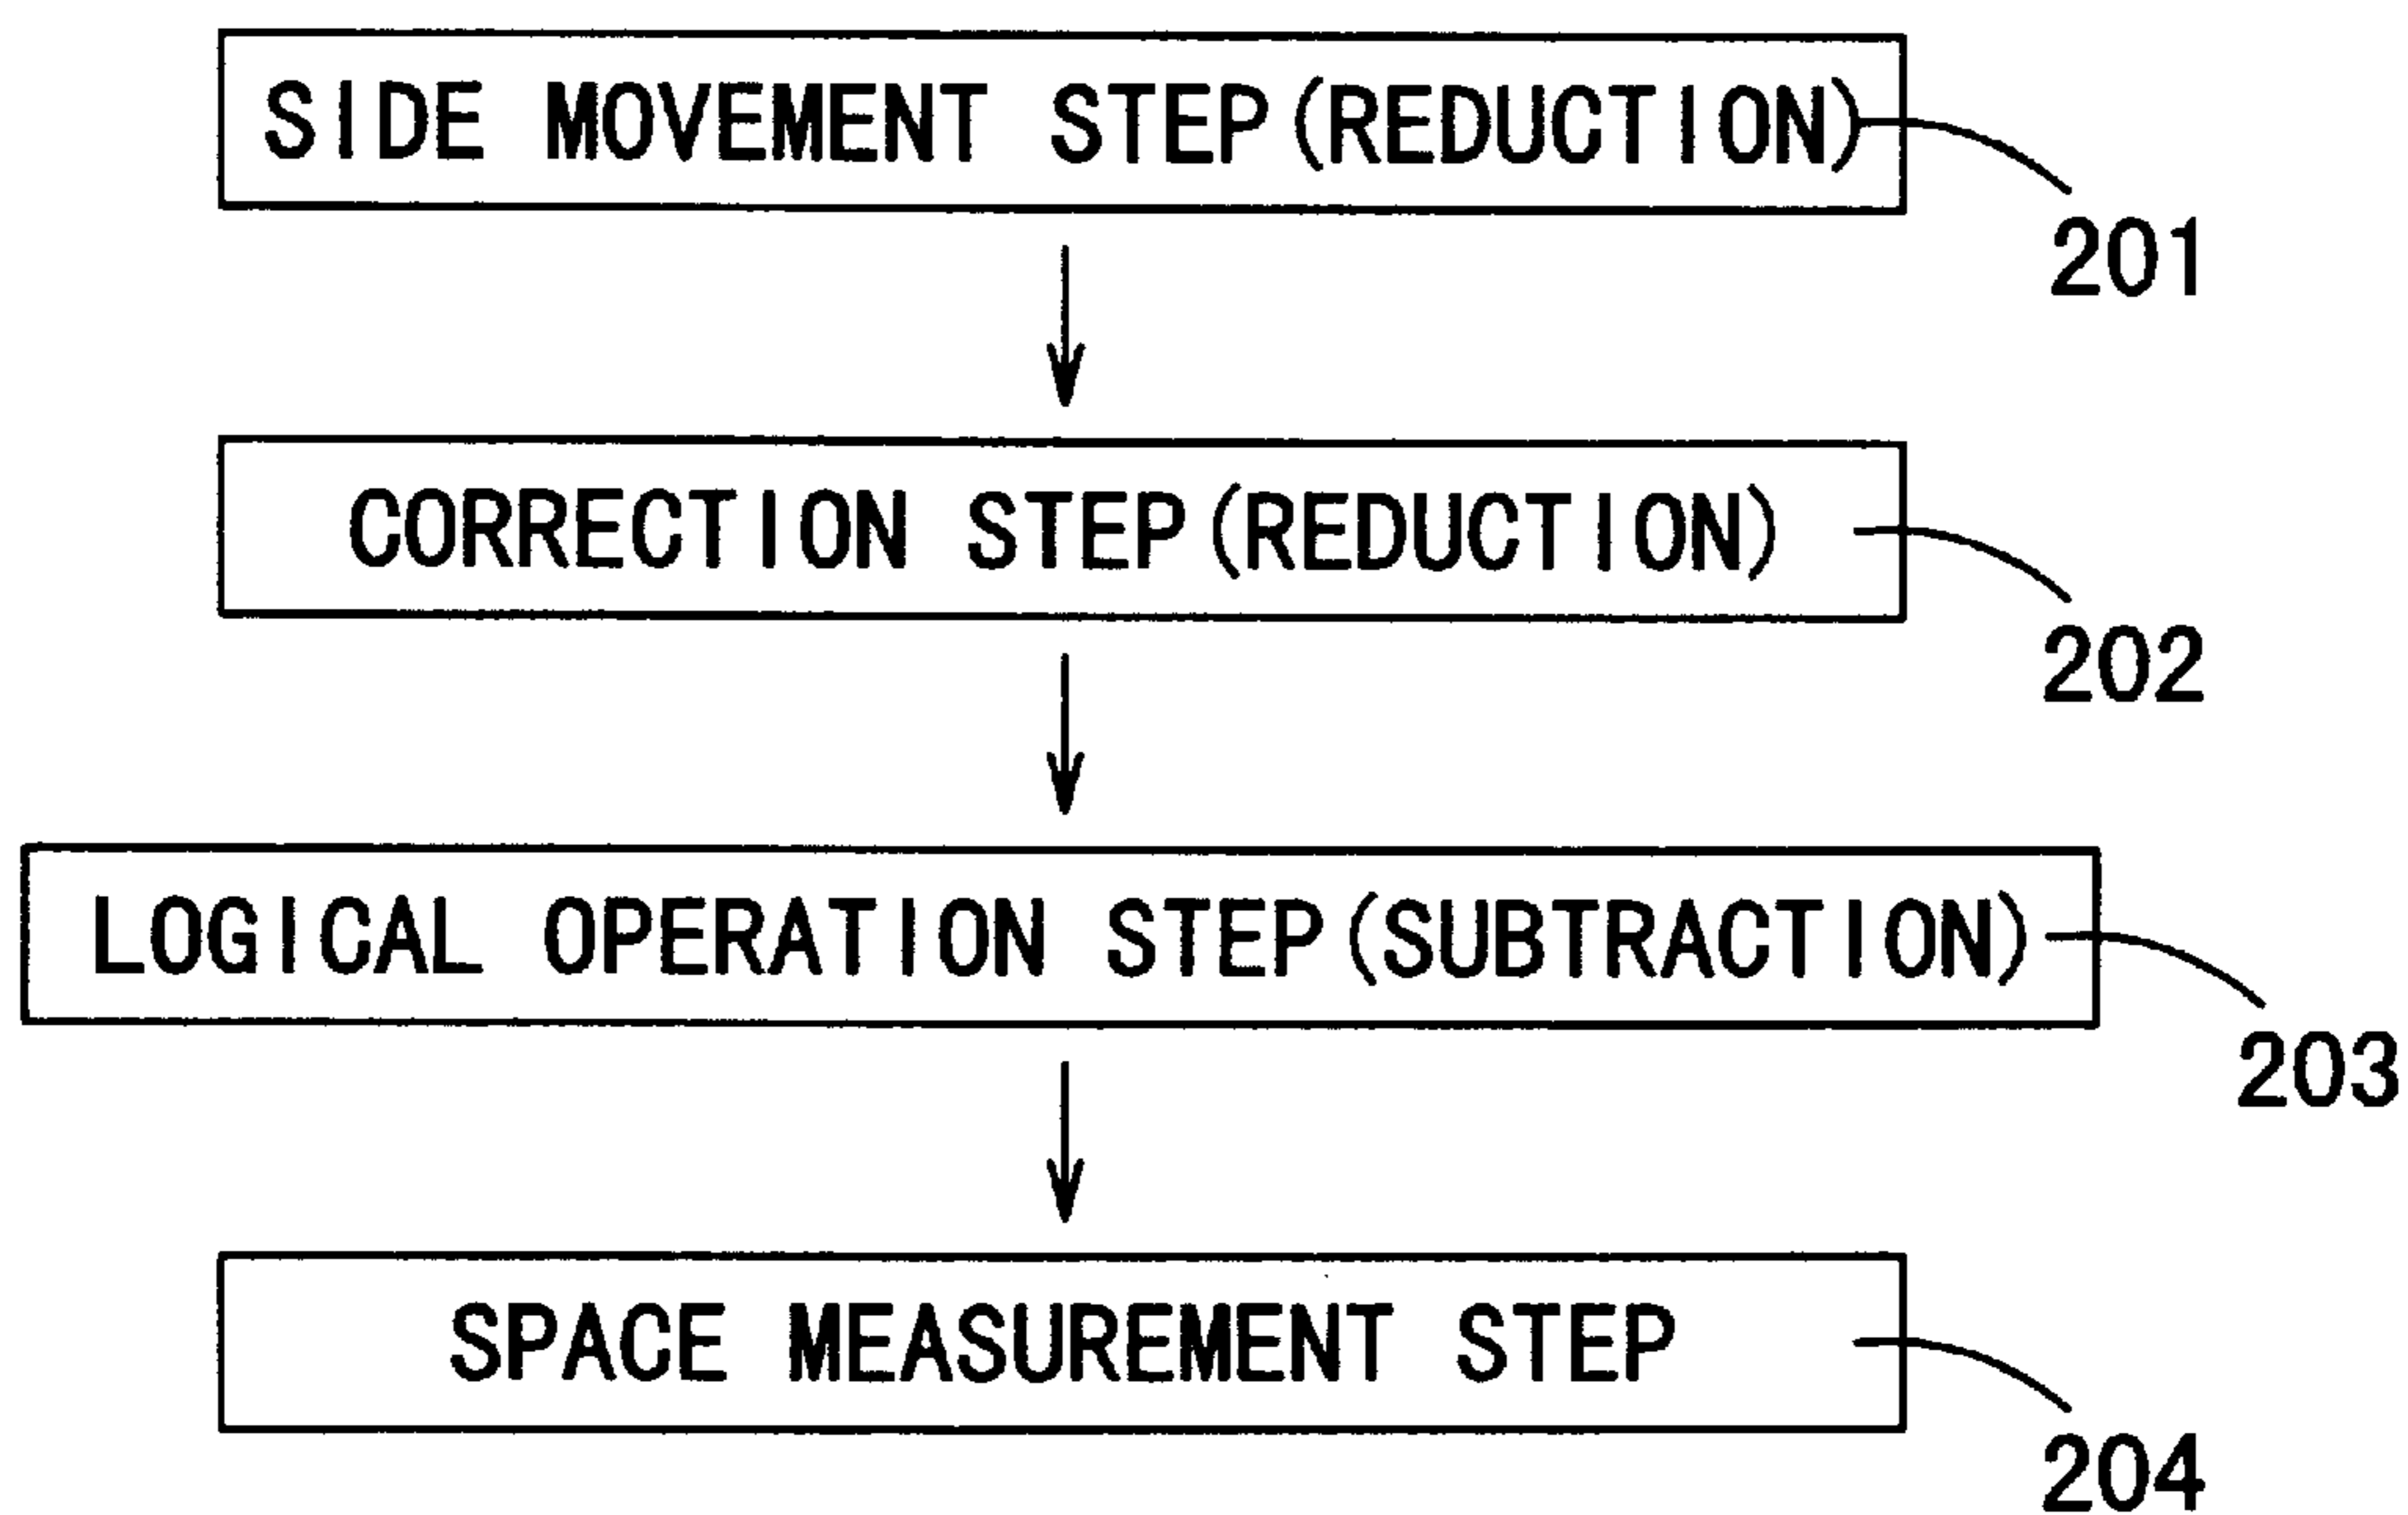 SIDE MOVEMENT STEP(REDUCTION)
201
CORRECTION STEP(REDUCTION)
202
LOGICAL OPERATION STEP(SUBTRACTION)
203
SPACE MEASUREMENT STEP
204